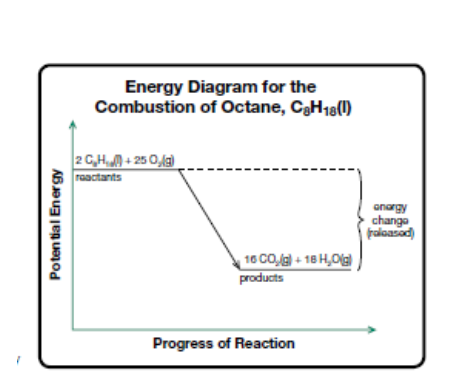 Energy Diagram for the
Combustion of Octane, C₈H₁₈(l)
2 C₈H₁₈(l) + 25 O₂(g)
reactants
energy
change
(released)
16 CO₂(g) + 18 H₂O(g)
products
Potential Energy
Progress of Reaction